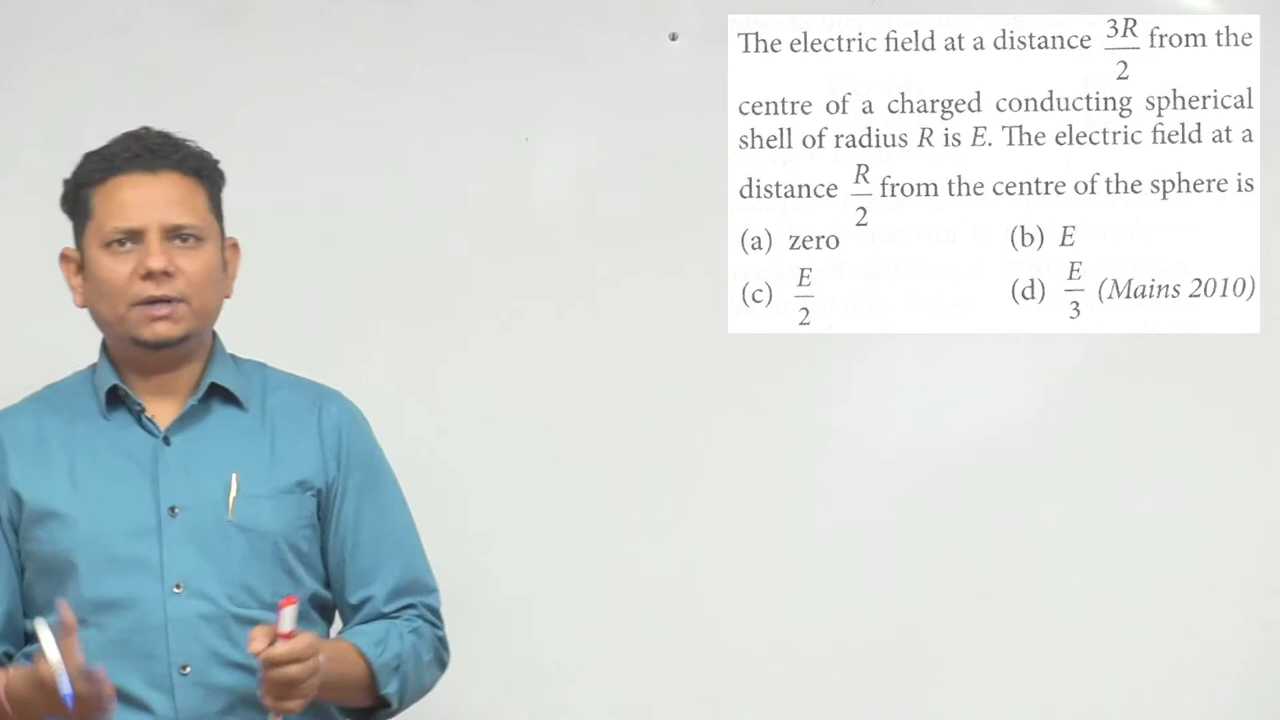 The electric field at a distance 3R/2 from the
centre of a charged conducting spherical
shell of radius R is E. The electric field at a
distance R/2 from the centre of the sphere is
(a) zero (b) E
(c) E/2 (d) E/3 (Mains 2010)